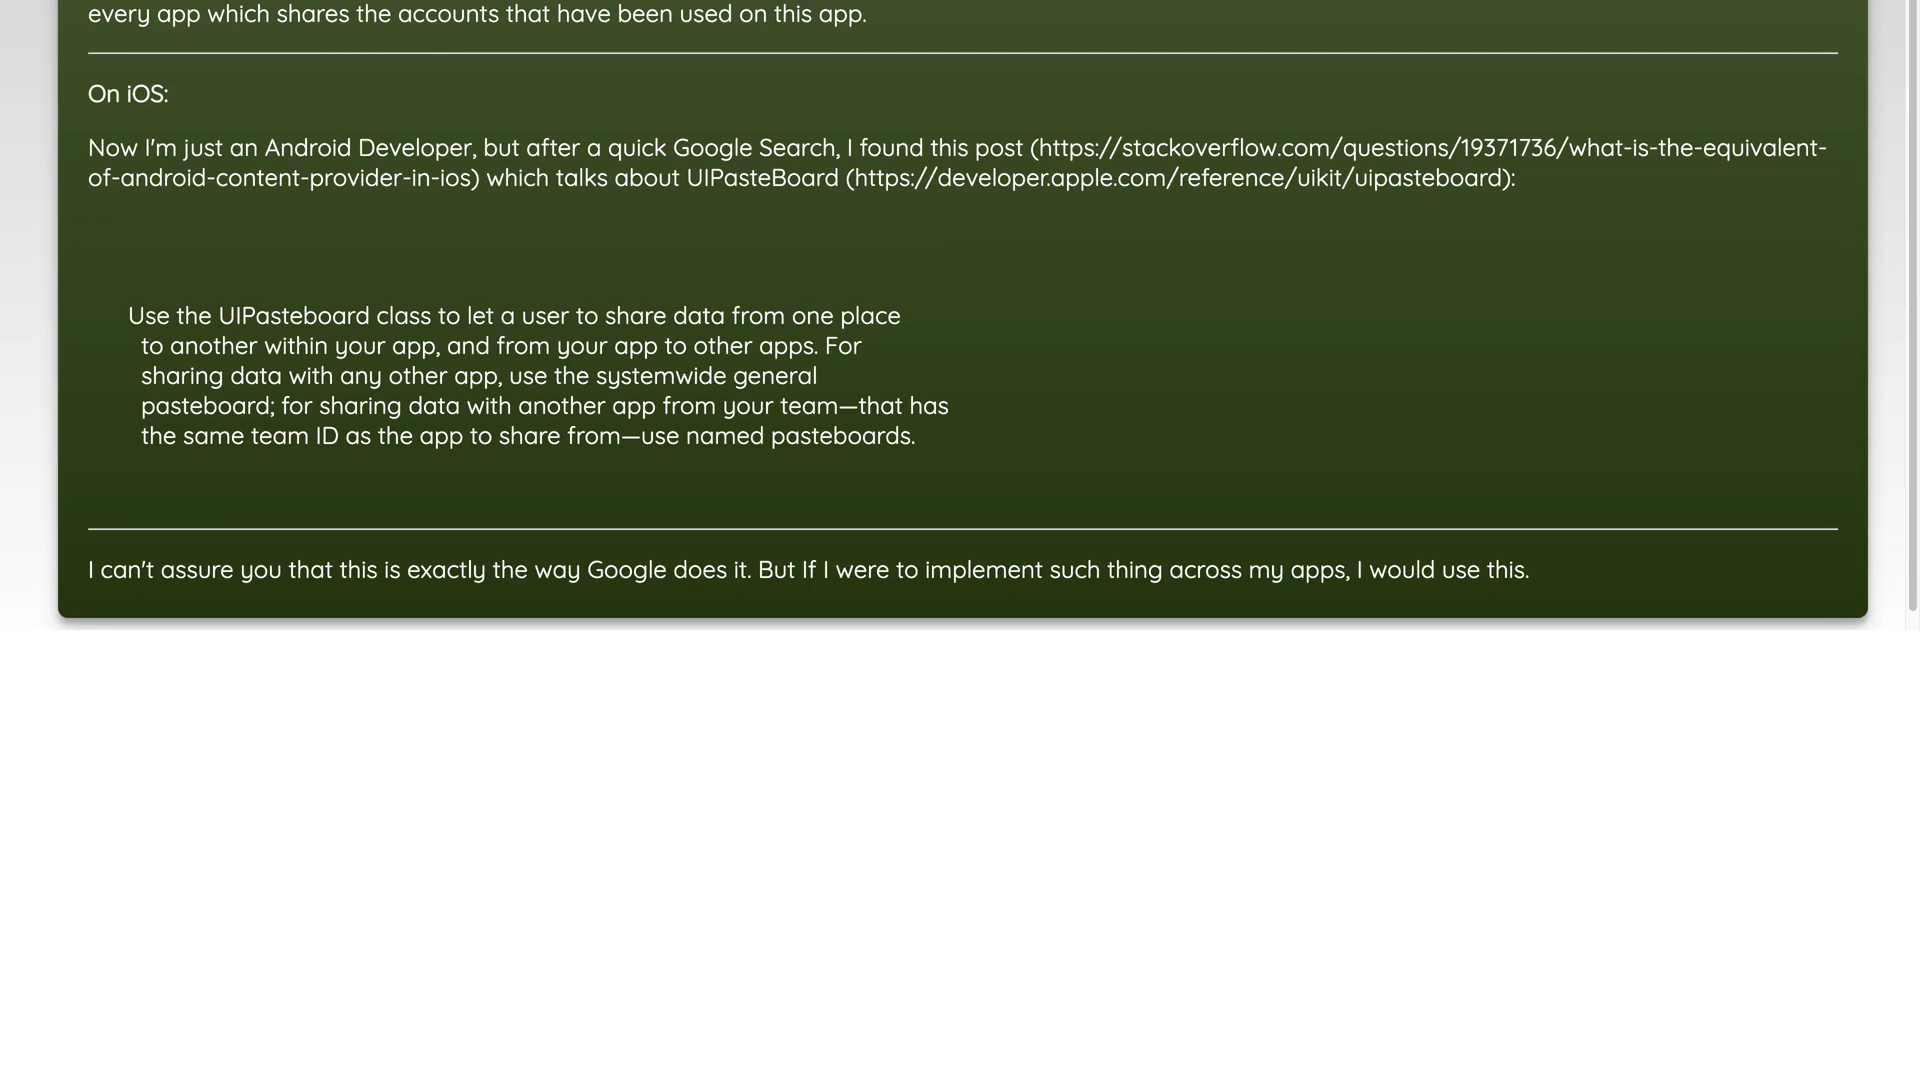 every app which shares the accounts that have been used on this app.
On iOS:
Now I'm just an Android Developer, but after a quick Google Search, I found this post (https://stackoverflow.com/questions/19371736/what-is-the-equivalent-
of-android-content-provider-in-ios) which talks about UIPasteBoard (https://developer.apple.com/reference/uikit/uipasteboard):
Use the UIPasteboard class to let a user to share data from one place
to another within your app, and from your app to other apps. For
sharing data with any other app, use the systemwide general
pasteboard; for sharing data with another app from your team—that has
the same team ID as the app to share from—use named pasteboards.
I can't assure you that this is exactly the way Google does it. But If I were to implement such thing across my apps, I would use this.